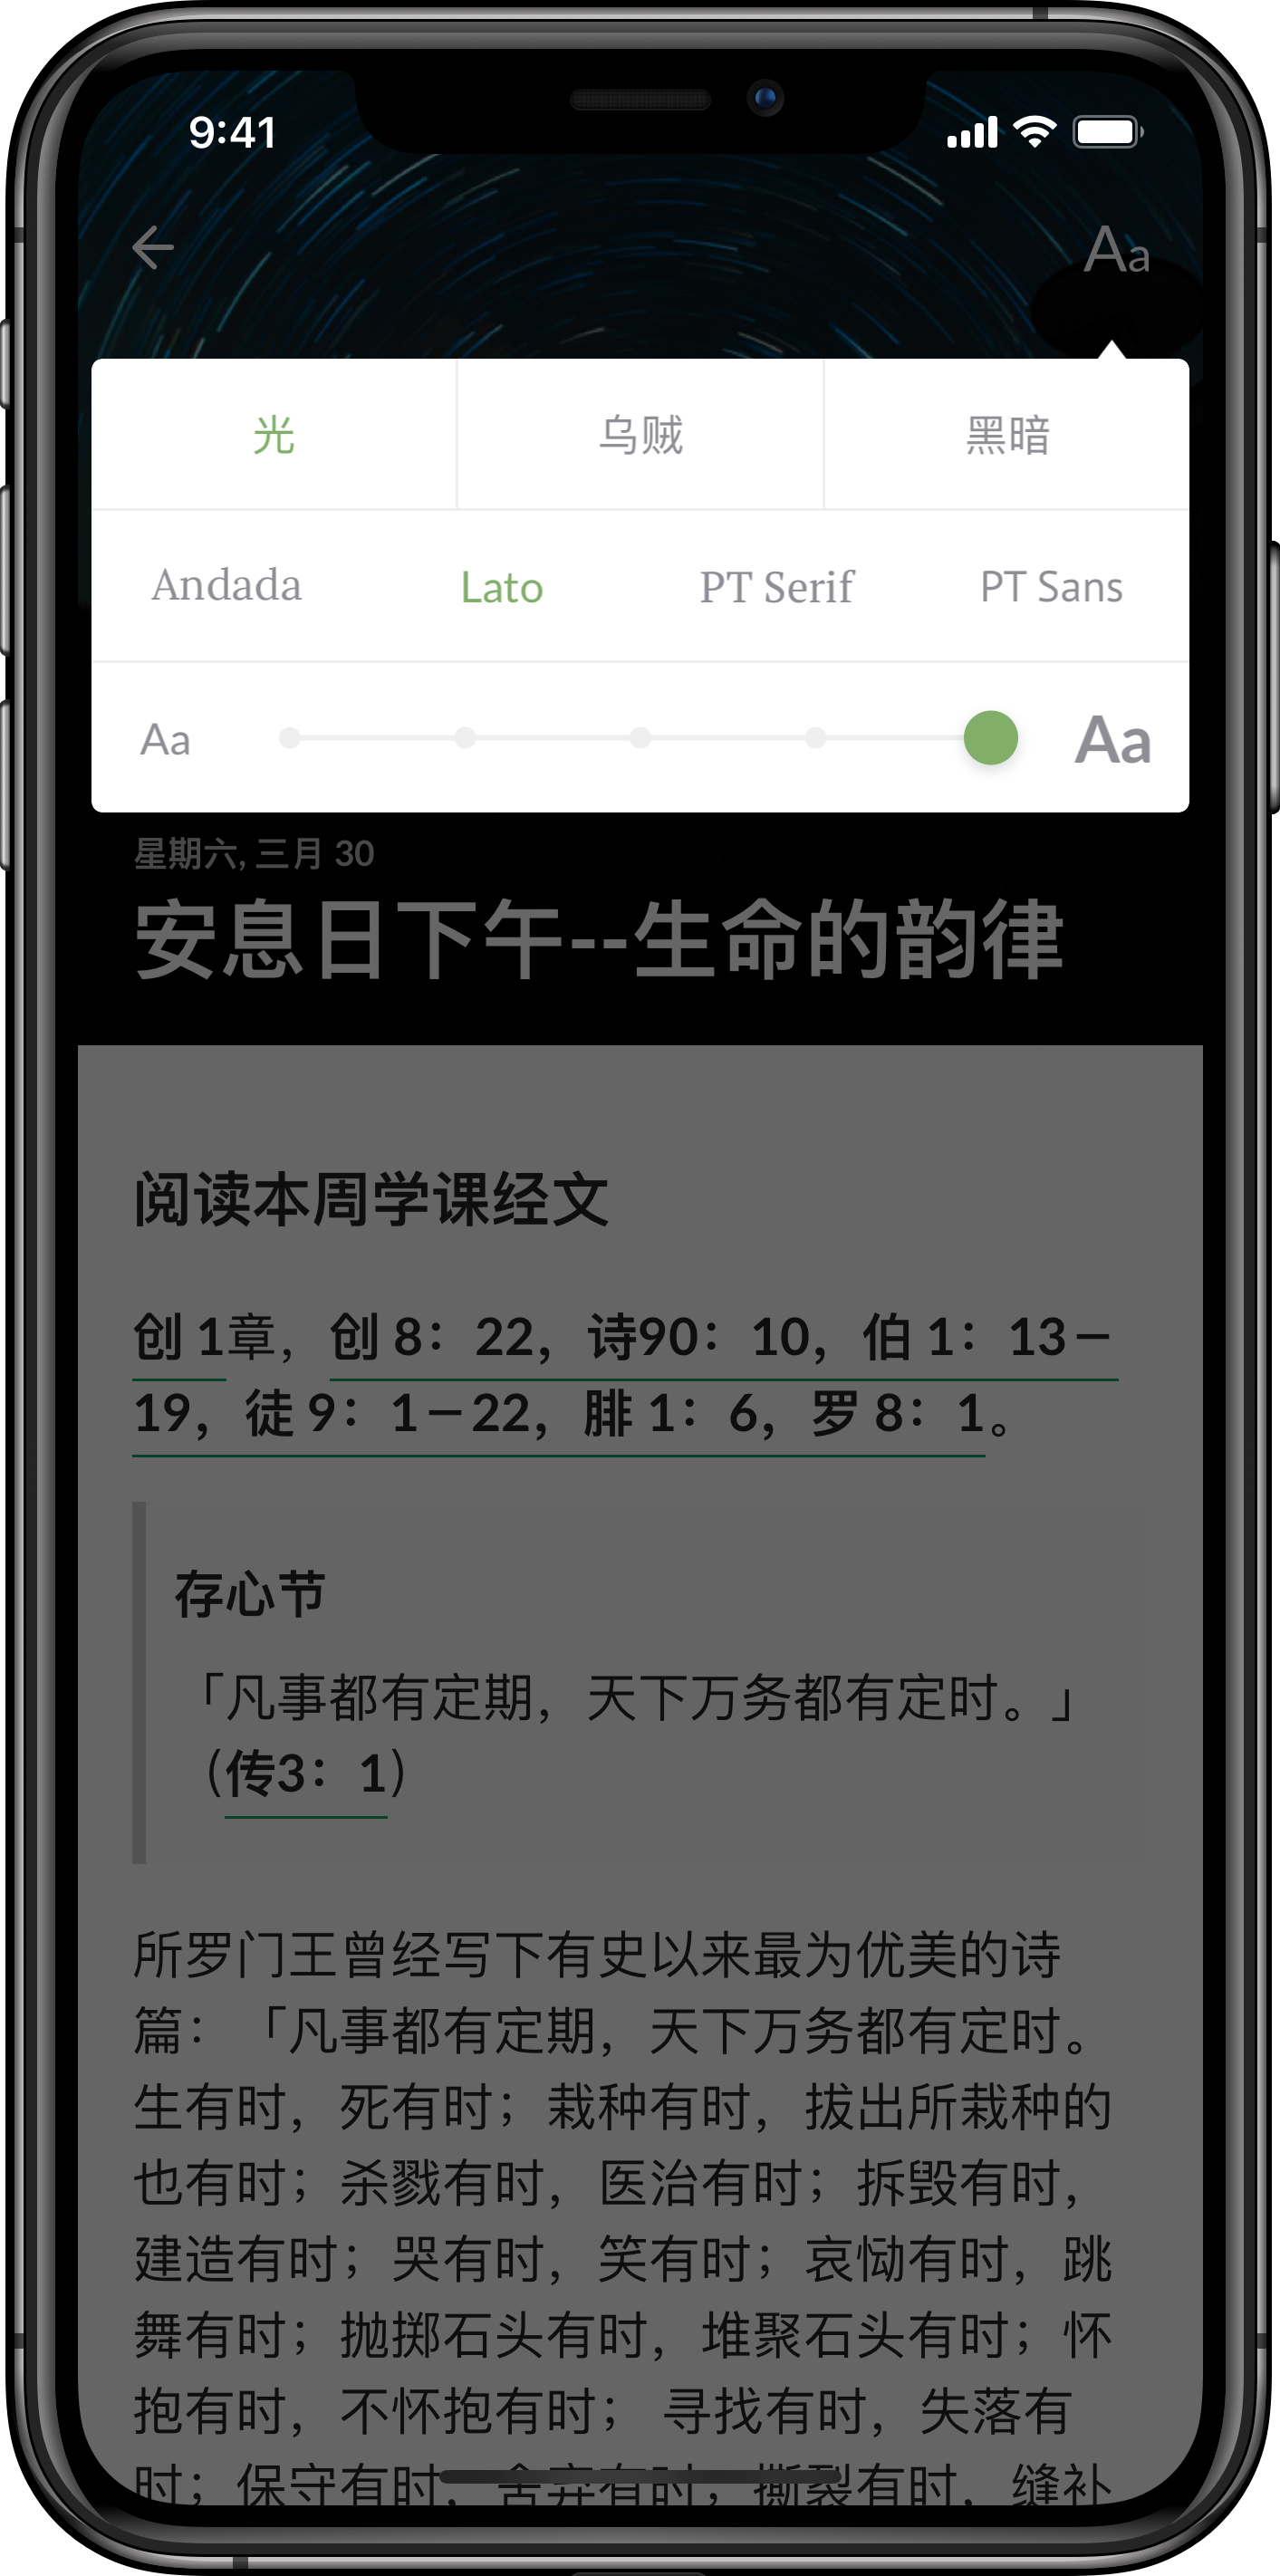 9:41
Aa
光 乌贼 黑暗
Andada Lato PT Serif PT Sans
Aa Aa
星期六, 三月 30
安息日下午--生命的韵律
阅读本周学课经文
创 1章，创 8：22，诗90：10，伯 1：13－
19，徒 9：1－22，腓 1：6，罗 8：1。
存心节
「凡事都有定期，天下万务都有定时。」
（传3：1）
所罗门王曾经写下有史以来最为优美的诗
篇：「凡事都有定期，天下万务都有定时。
生有时，死有时；栽种有时，拔出所栽种的
也有时；杀戮有时，医治有时；拆毁有时，
建造有时；哭有时，笑有时；哀恸有时，跳
舞有时；抛掷石头有时，堆聚石头有时；怀
抱有时，不怀抱有时； 寻找有时，失落有
时；保守有时，舍弃有时；撕裂有时，缝补